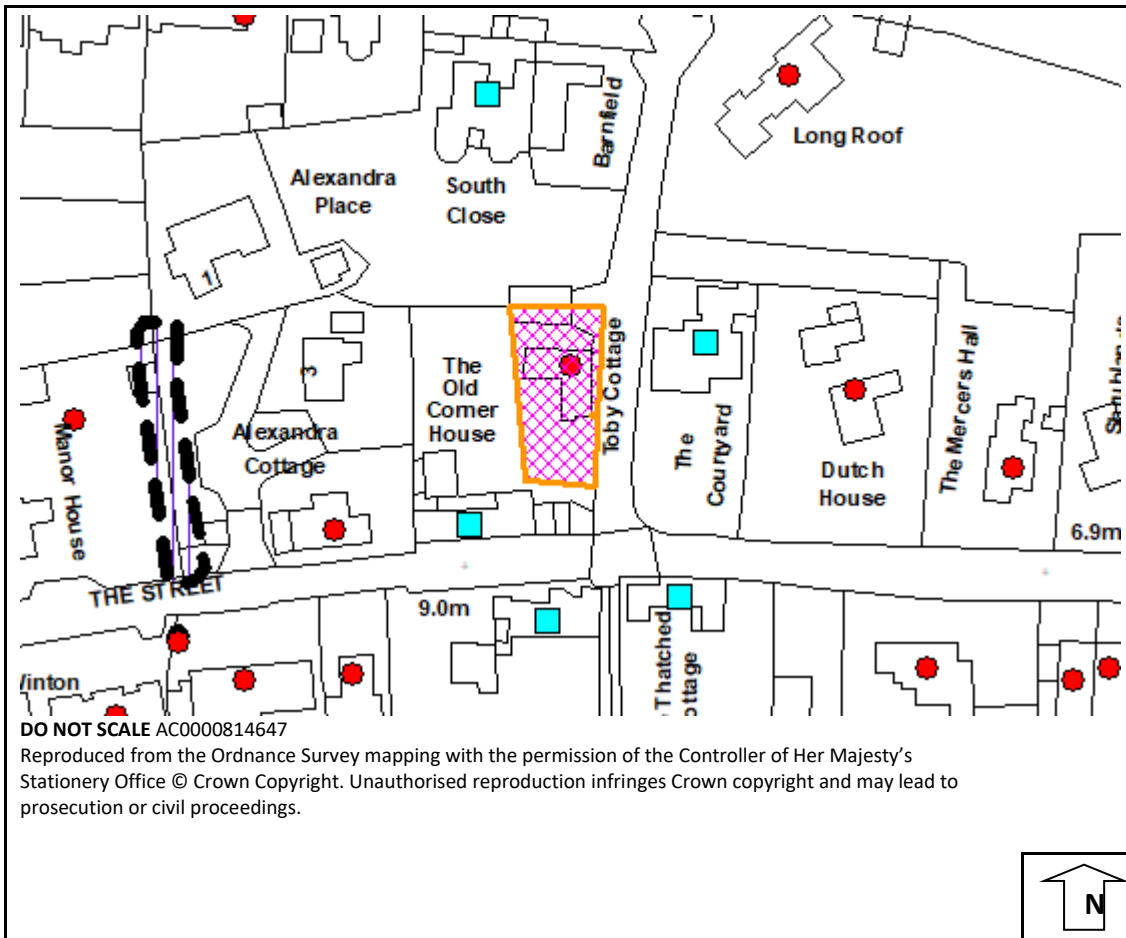 Long Roof
Barnfield
Alexandra
Place
South
Close
1
The
Old
Corner
House
Toby Cottage
3
Alexandra
Cottage
Manor House
The
Courtyard
Dutch
House
The Mercers Hall
6.9m
THE STREET
9.0m
Thatched
DO NOT SCALE AC0000814647
Reproduced from the Ordnance Survey mapping with the permission of the Controller of Her Majesty’s
Stationery Office © Crown Copyright. Unauthorised reproduction infringes Crown copyright and may lead to
prosecution or civil proceedings.
N